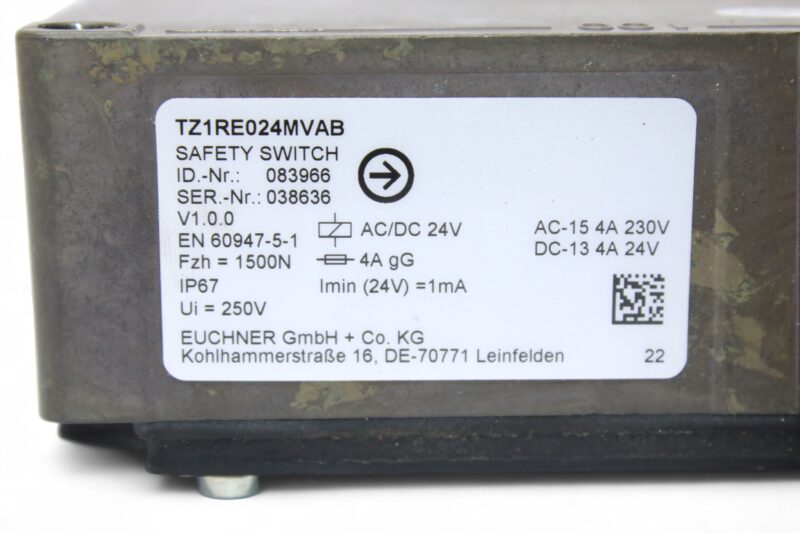 TZ1RE024MVAB
SAFETY SWITCH
ID.-Nr.: 083966
SER.-Nr.: 038636
V1.0.0
EN 60947-5-1
Fzh = 1500N
IP67
Ui = 250V
AC/DC 24V
4A gG
Imin (24V) =1mA
AC-15 4A 230V
DC-13 4A 24V
EUCHNER GmbH + Co. KG
Kohlhammerstraße 16, DE-70771 Leinfelden
22